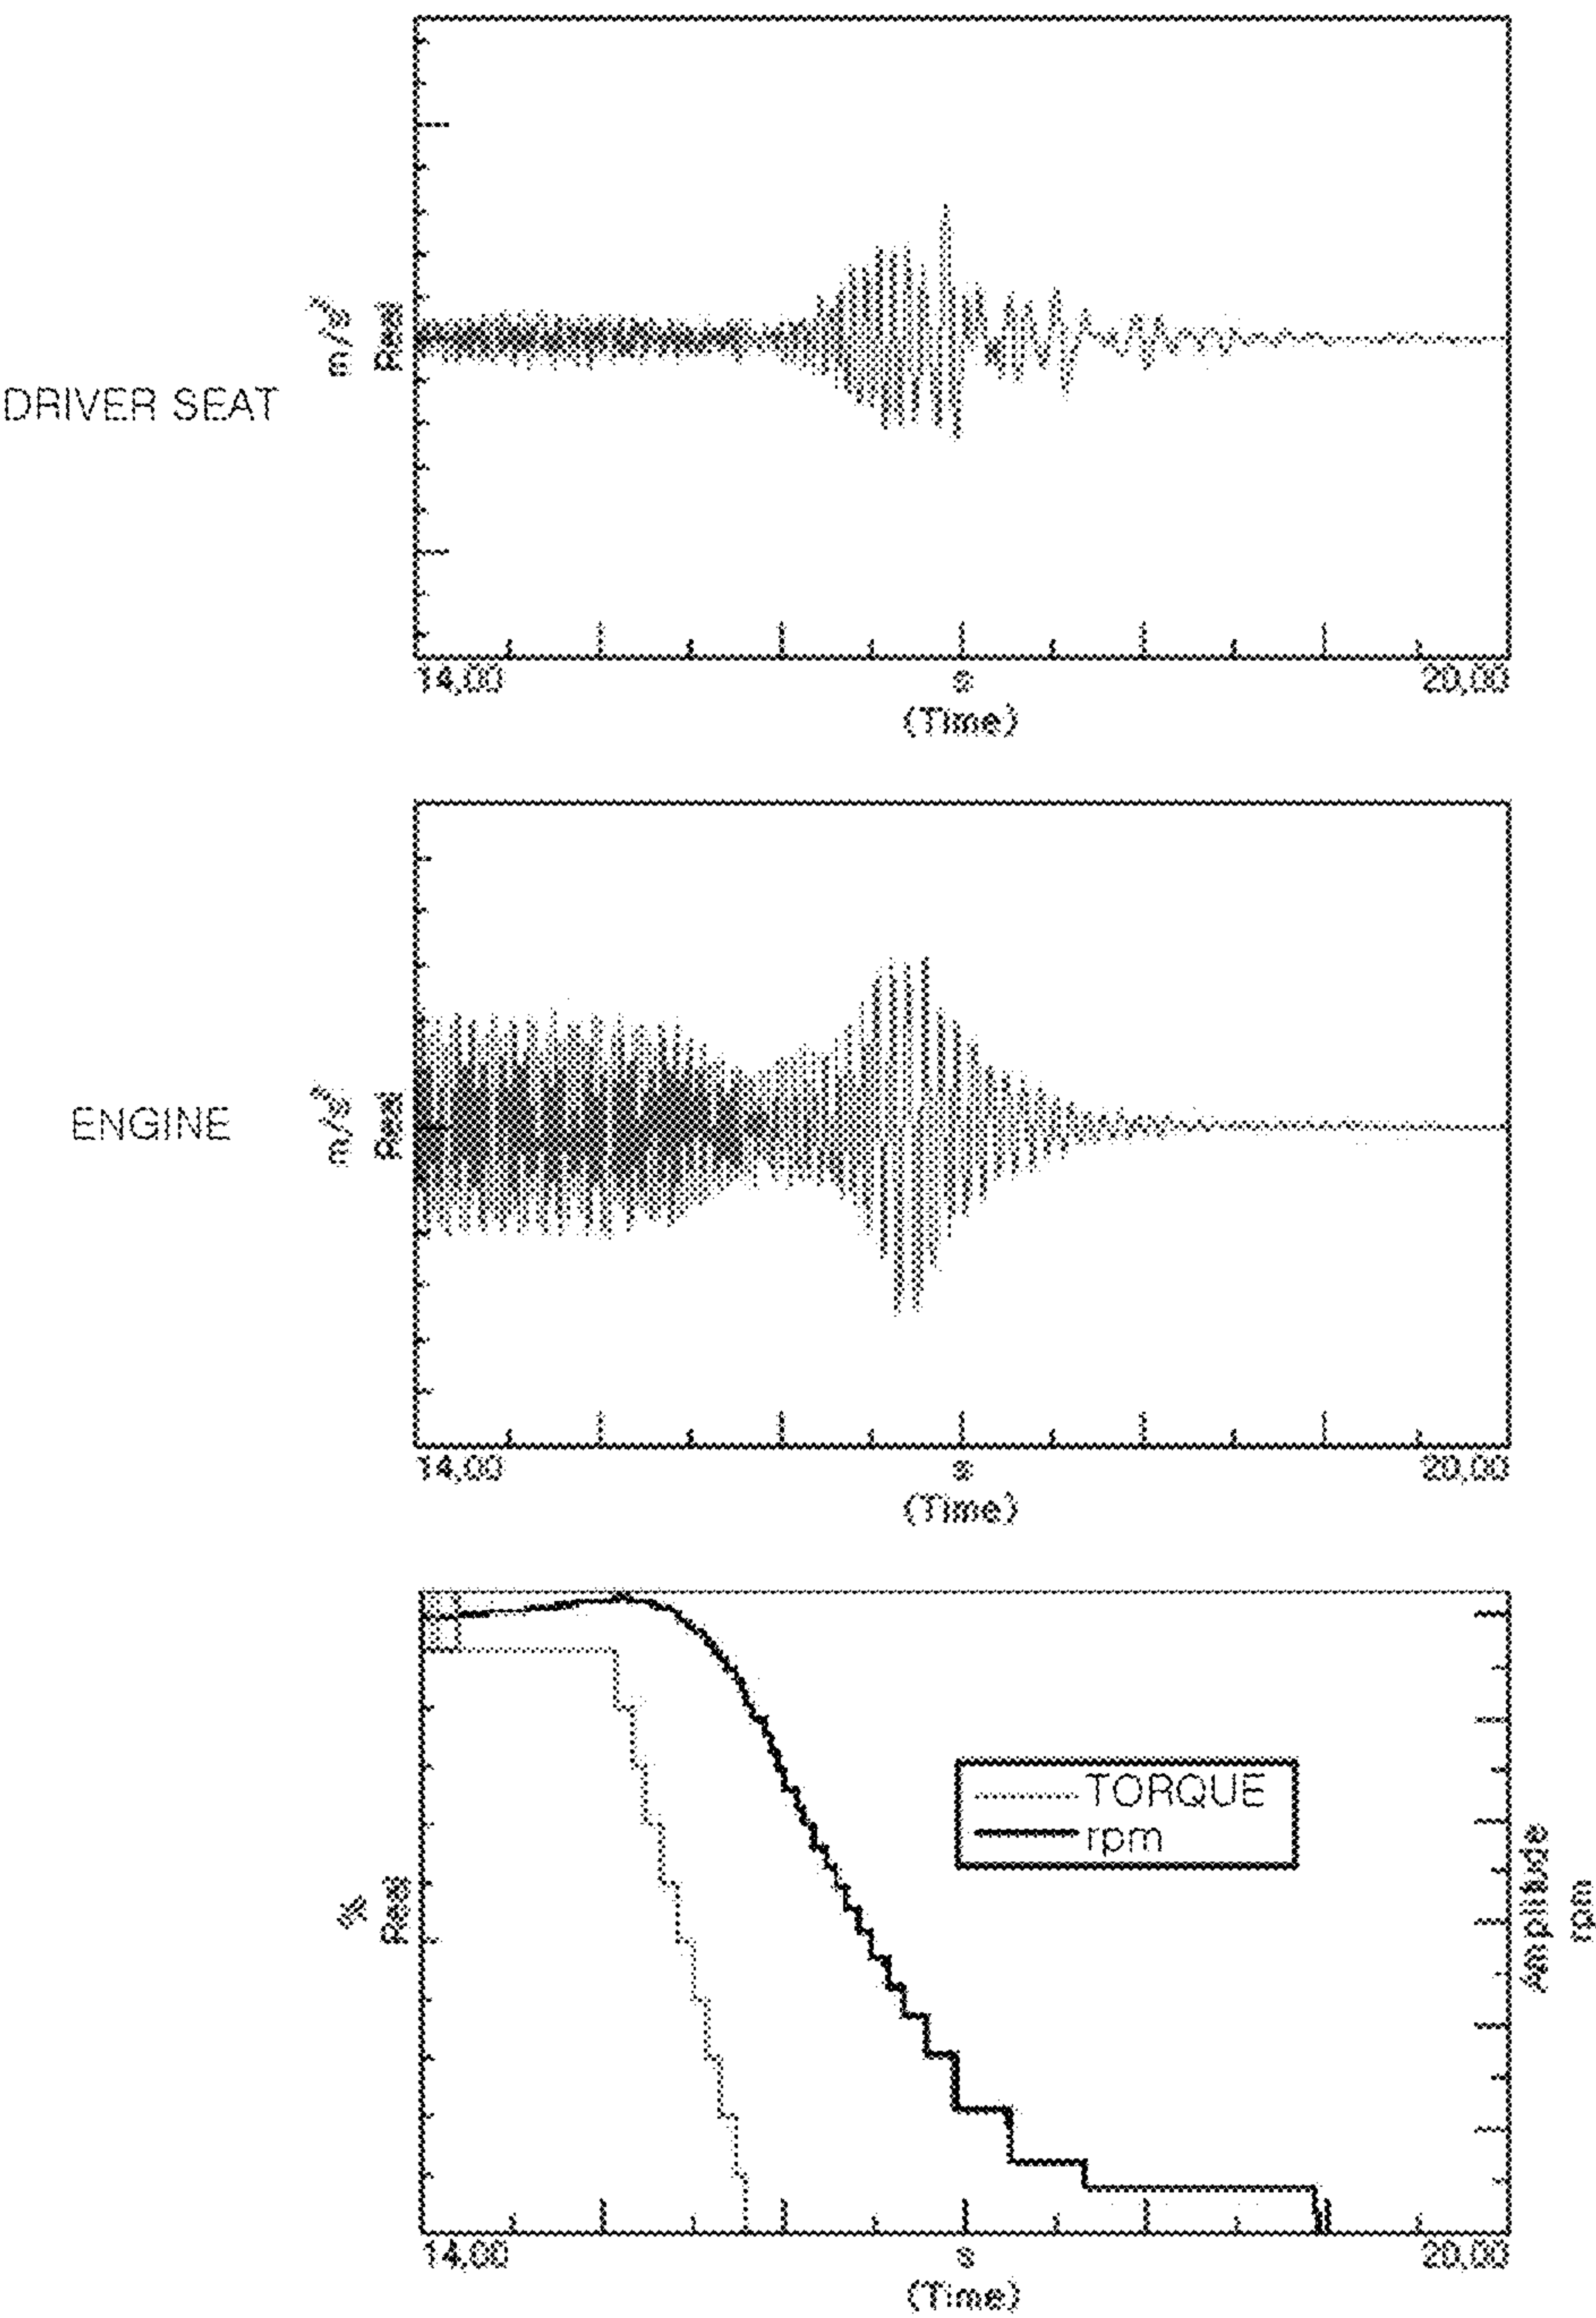 DRIVER SEAT
m/s²
Real
14,00
s
20,00
(Time)
ENGINE
m/s²
Real
14,00
s
20,00
(Time)
%
Real
TORQUE
rpm
Amplitude
rpm
14,00
s
20,00
(Time)